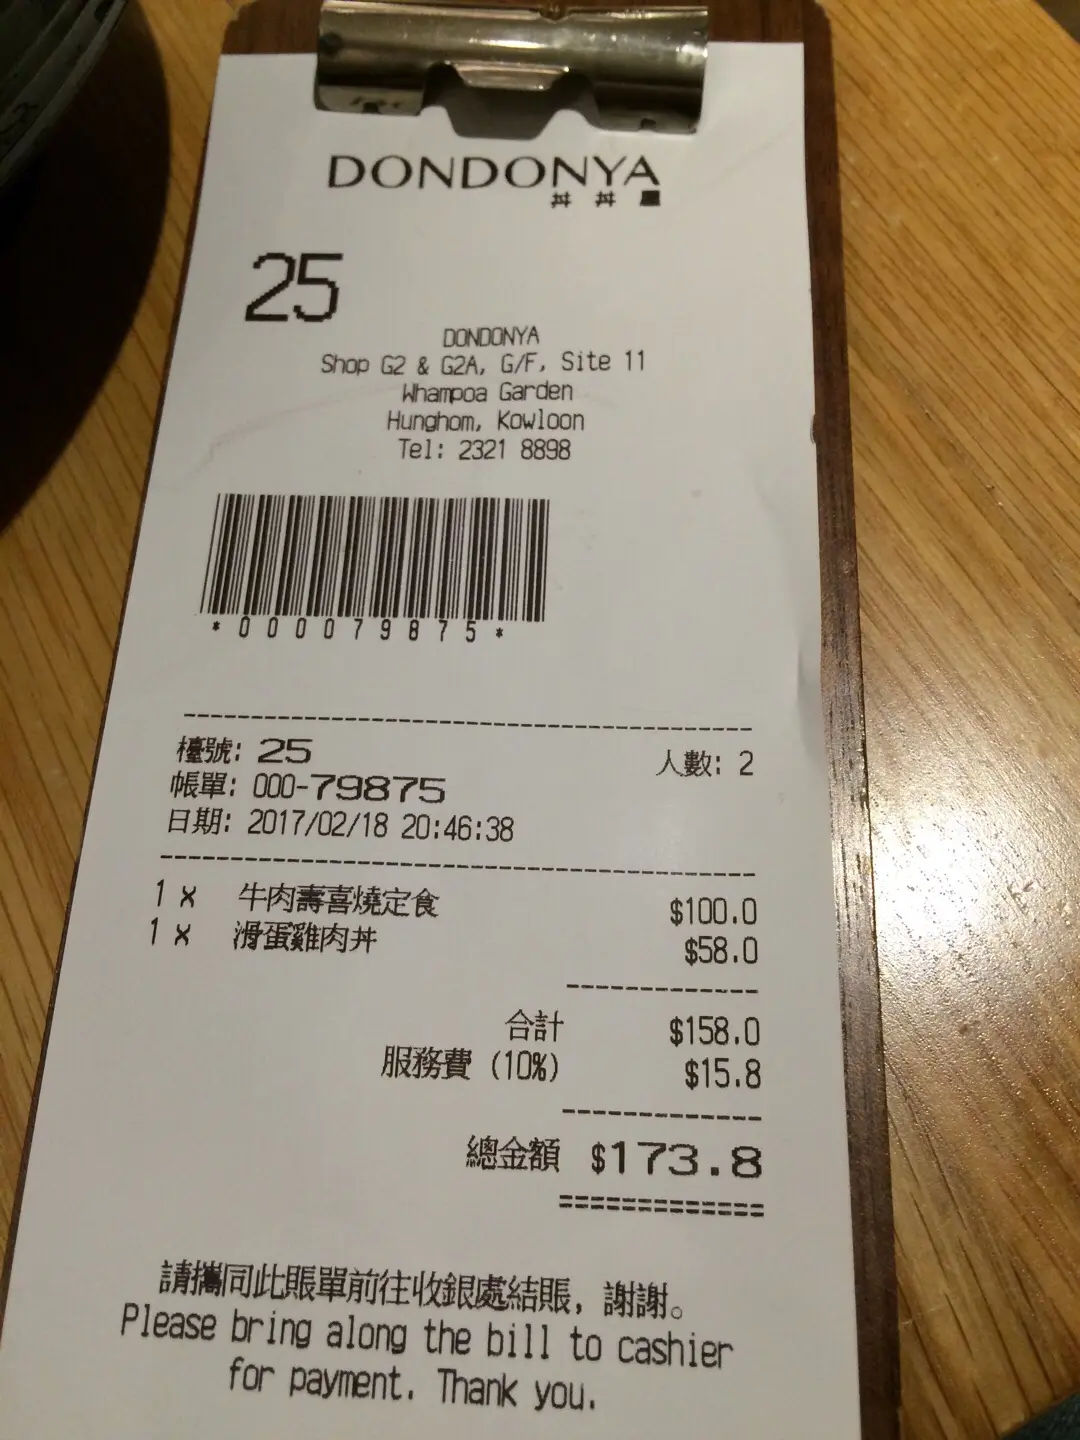 DONDONYA
丼丼屋
25
DONDONYA
Shop G2 & G2A, G/F, Site 11
Whampoa Garden
Hunghom, Kowloon
Tel: 2321 8898
*000079875*
檯號: 25 人數: 2
帳單: 000-79875
日期: 2017/02/18 20:46:38
1 x 牛肉壽喜燒定食 $100.0
1 x 滑蛋雞肉丼 $58.0
合計 $158.0
服務費 (10%) $15.8
總金額 $173.8
請攜同此賬單前往收銀處結賬, 謝謝。
Please bring along the bill to cashier
for payment. Thank you.